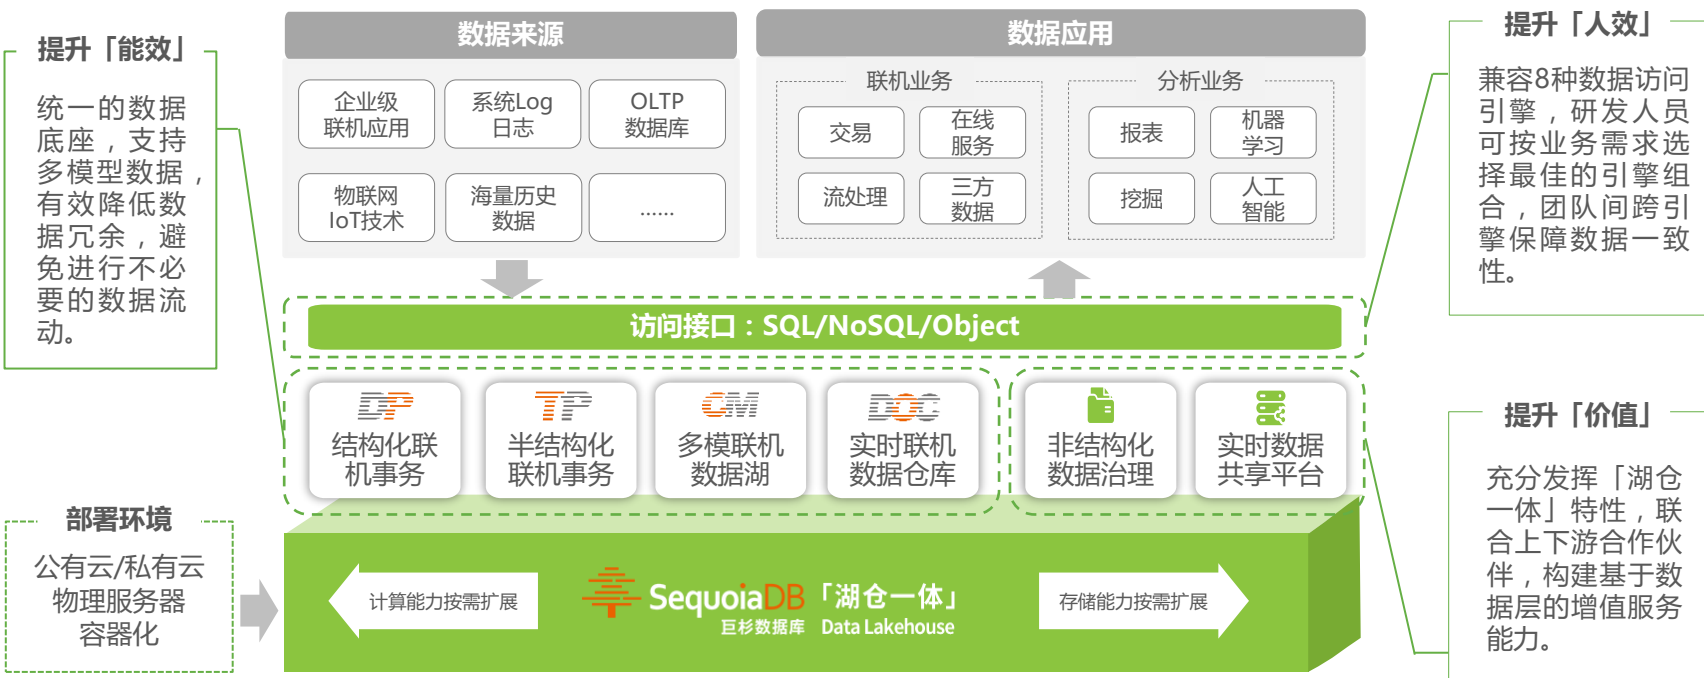 提升「能效」
统一的数据
底座，支持
多模型数据，
有效降低数
据冗余，避
免进行不必
要的数据流
动。
部署环境
公有云/私有云
物理服务器
容器化
数据来源
企业级
联机应用
系统Log
日志
OLTP
数据库
物联网
IoT技术
海量历史
数据
......
数据应用
联机业务
交易
在线
服务
流处理
三方
数据
分析业务
报表
机器
学习
挖掘
人工
智能
访问接口：SQL/NoSQL/Object
DP
结构化联
机事务
TP
半结构化
联机事务
CM
多模联机
数据湖
DOC
实时联机
数据仓库
非结构化
数据治理
实时数据
共享平台
计算能力按需扩展
SequoiaDB「湖仓一体」
巨杉数据库 Data Lakehouse
存储能力按需扩展
提升「人效」
兼容8种数据访问
引擎，研发人员
可按业务需求选
择最佳的引擎组
合，团队间跨引
擎保障数据一致
性。
提升「价值」
充分发挥「湖仓
一体」特性，联
合上下游合作伙
伴，构建基于数
据层的增值服务
能力。